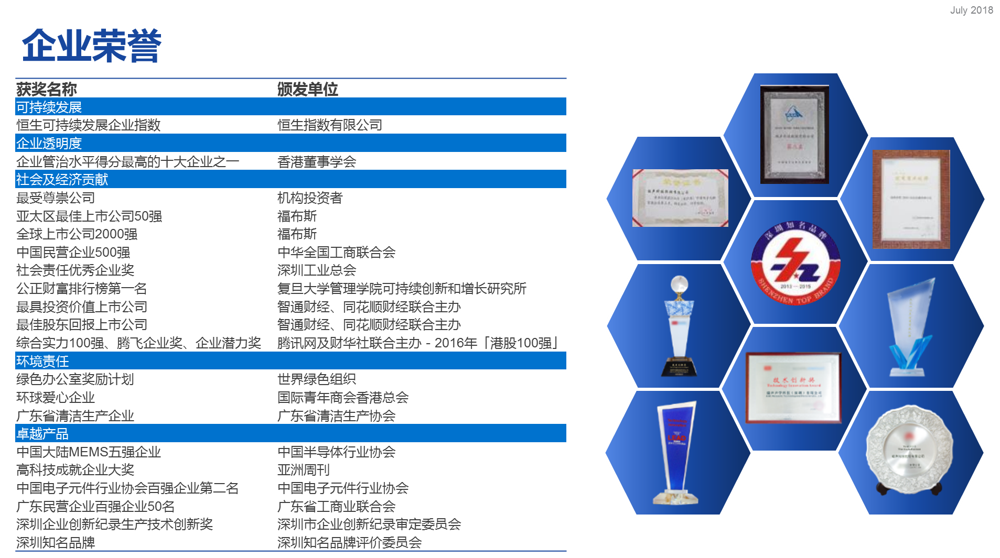 July 2018
企业荣誉
获奖名称 颁发单位
可持续发展
恒生可持续发展企业指数 恒生指数有限公司
企业透明度
企业管治水平得分最高的十大企业之一 香港董事学会
社会及经济贡献
最受尊崇公司 机构投资者
亚太区最佳上市公司50强 福布斯
全球上市公司2000强 福布斯
中国民营企业500强 中华全国工商联合会
社会责任优秀企业奖 深圳工业总会
公正财富排行榜第一名 复旦大学管理学院可持续创新和增长研究所
最具投资价值上市公司 智通财经、同花顺财经联合主办
最佳股东回报上市公司 智通财经、同花顺财经联合主办
综合实力100强、腾飞企业奖、企业潜力奖 腾讯网及财华社联合主办 - 2016年「港股100强」
环境责任
绿色办公室奖励计划 世界绿色组织
环球爱心企业 国际青年商会香港总会
广东省清洁生产企业 广东省清洁生产协会
卓越产品
中国大陆MEMS五强企业 中国半导体行业协会
高科技成就企业大奖 亚洲周刊
中国电子元件行业协会百强企业第二名 中国电子元件行业协会
广东民营企业百强企业50名 广东省工商业联合会
深圳企业创新纪录生产技术创新奖 深圳市企业创新纪录审定委员会
深圳知名品牌 深圳知名品牌评价委员会
荣誉证书
深圳知名品牌
2013—2015
SHENZHEN TOP BRAND
技术创新奖
Technology Innovation Award
LEAD